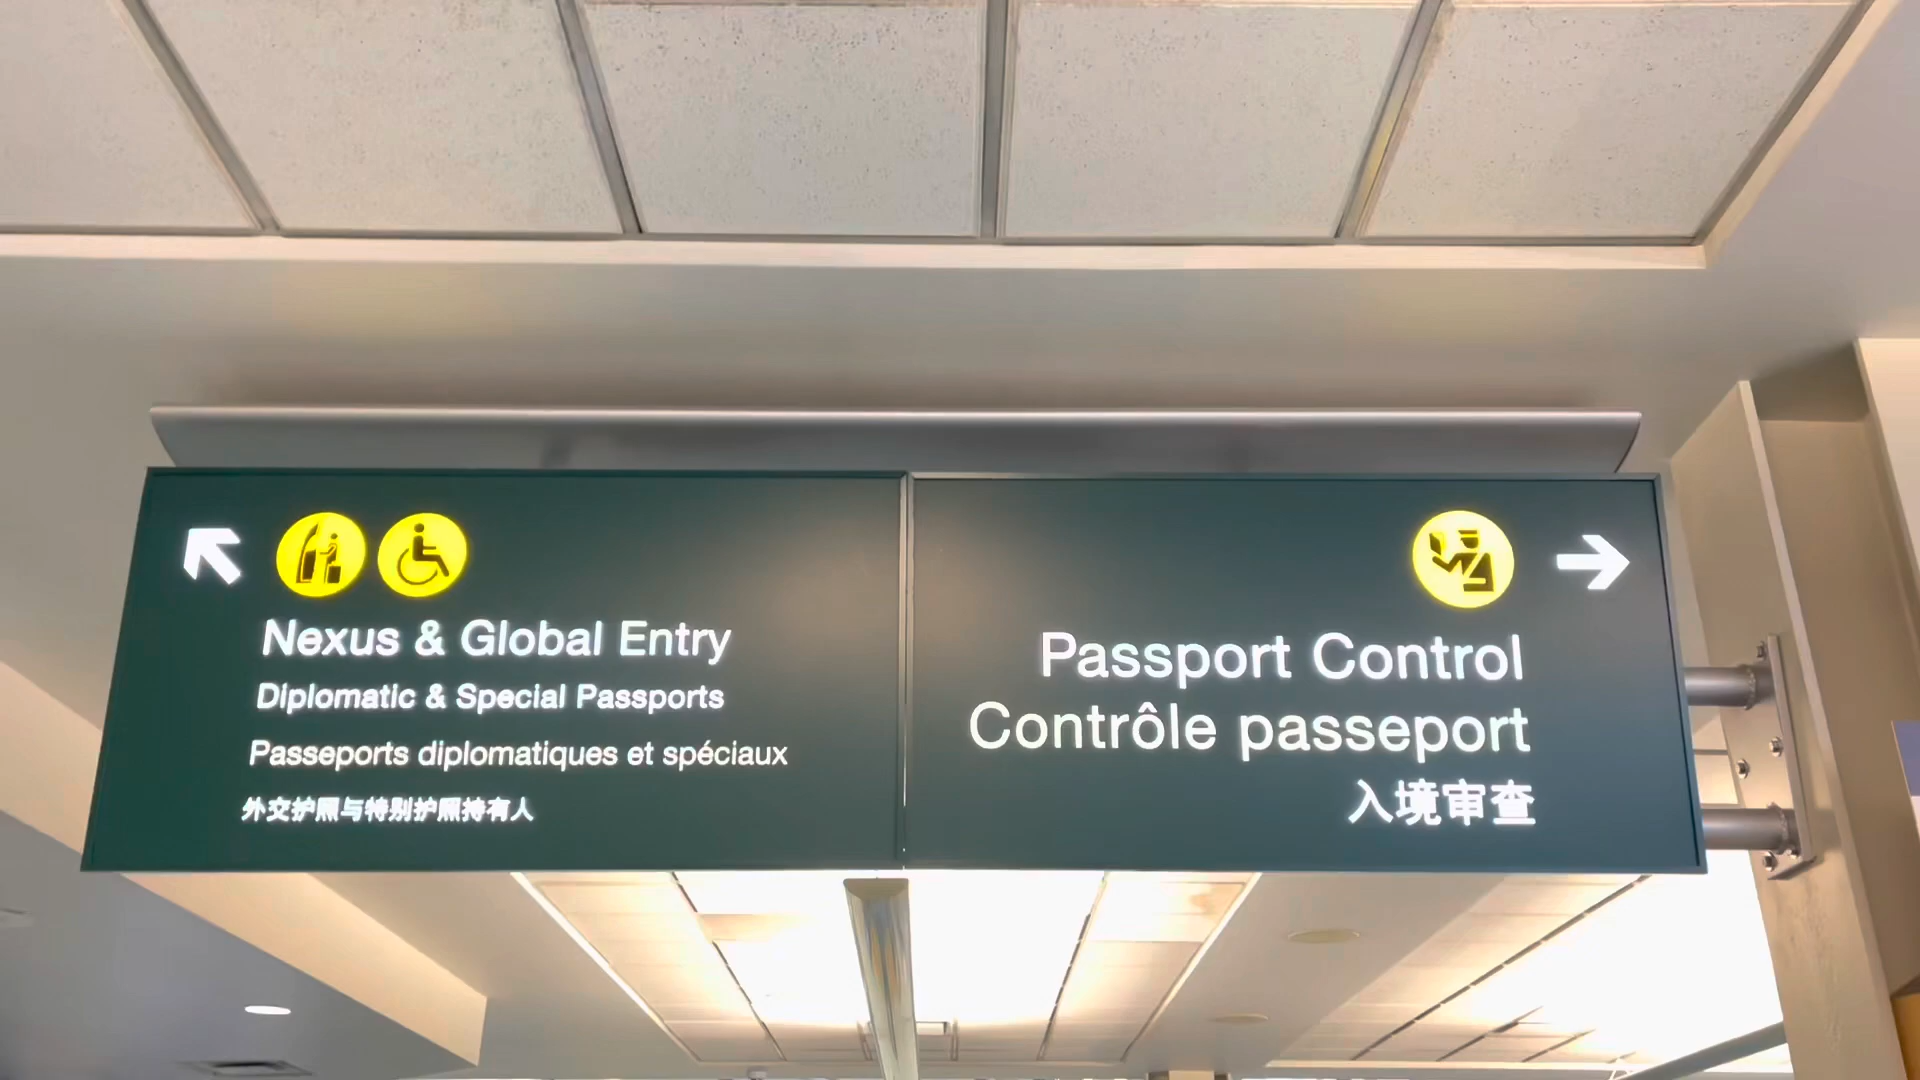 Nexus & Global Entry
Diplomatic & Special Passports
Passeports diplomatiques et spéciaux
外交护照与特别护照持有人
Passport Control
Contrôle passeport
入境审查